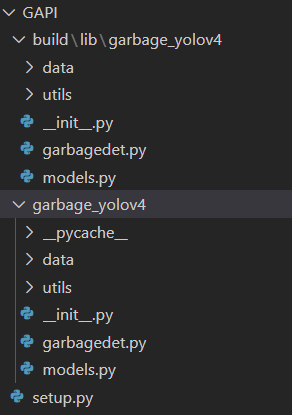 GAPI
build\lib\garbage_yolov4
data
utils
__init__.py
garbagedet.py
models.py
garbage_yolov4
__pycache__
data
utils
__init__.py
garbagedet.py
models.py
setup.py